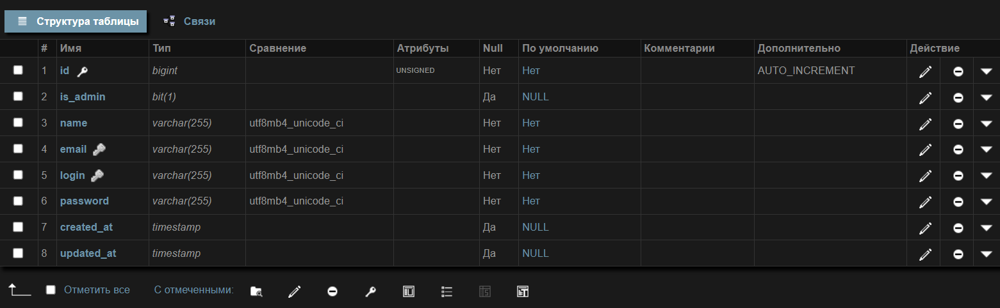 Структура таблицы Связи
# Имя Тип Сравнение Атрибуты Null По умолчанию Комментарии Дополнительно Действие
1 id bigint UNSIGNED Нет Нет AUTO_INCREMENT
2 is_admin bit(1) Да NULL
3 name varchar(255) utf8mb4_unicode_ci Нет Нет
4 email varchar(255) utf8mb4_unicode_ci Нет Нет
5 login varchar(255) utf8mb4_unicode_ci Нет Нет
6 password varchar(255) utf8mb4_unicode_ci Нет Нет
7 created_at timestamp Да NULL
8 updated_at timestamp Да NULL
Отметить все С отмеченными: